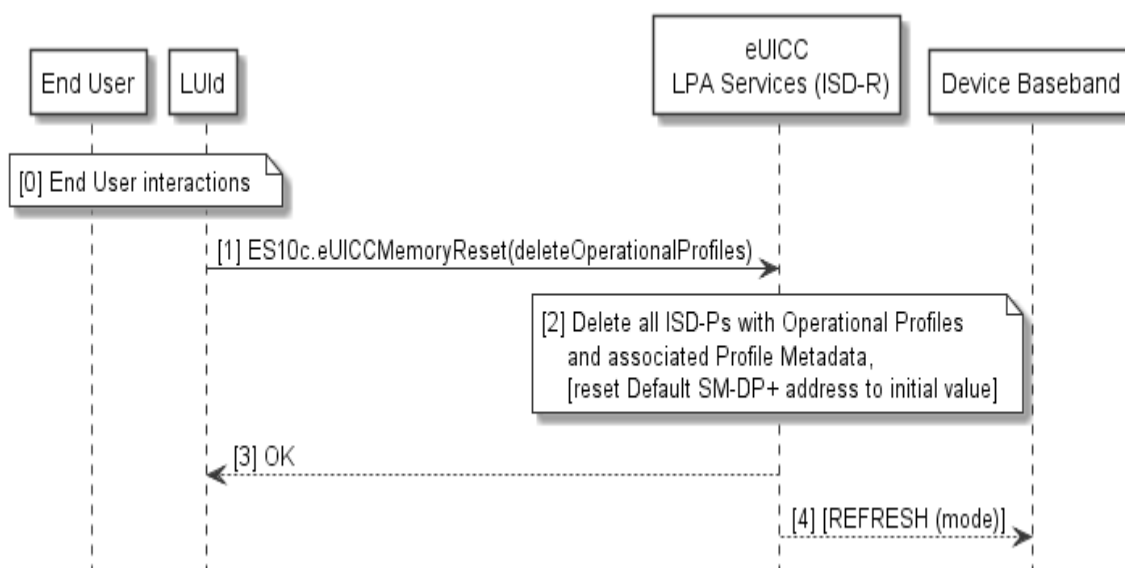 End User
LUId
eUICC
LPA Services (ISD-R)
Device Baseband
[0] End User interactions
[1] ES10c.eUICCMemoryReset(deleteOperationalProfiles)
[2] Delete all ISD-Ps with Operational Profiles
and associated Profile Metadata,
[reset Default SM-DP+ address to initial value]
[3] OK
[4] [REFRESH (mode)]